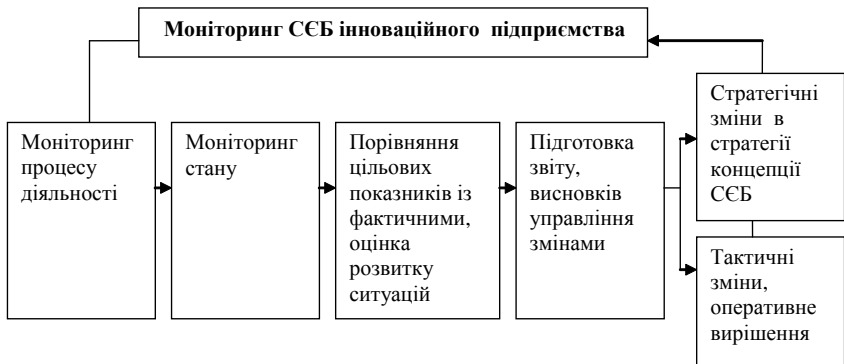 Моніторинг СЄБ інноваційного підприємства
Моніторинг
процесу
діяльності
Моніторинг
стану
Порівняння
цільових
показників із
фактичними,
оцінка
розвитку
ситуацій
Підготовка
звіту,
висновків
управління
змінами
Стратегічні
зміни в
стратегії
концепції
СЄБ
Тактичні
зміни,
оперативне
вирішення